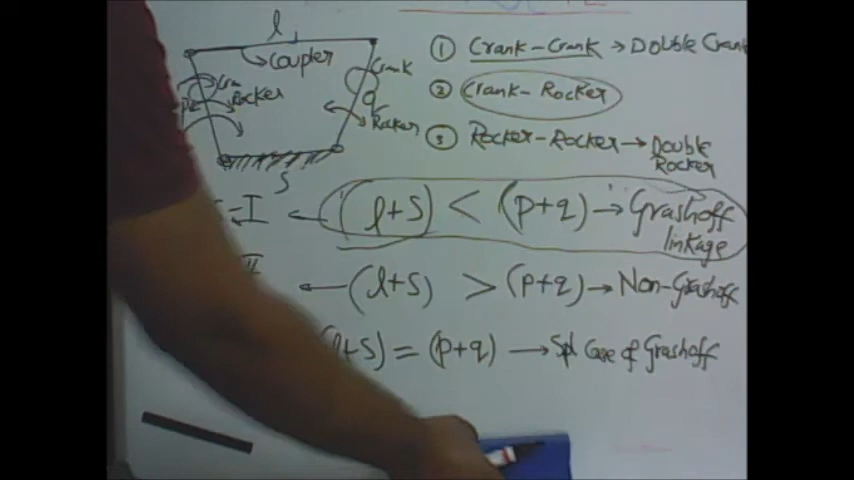 l
Coupler
Crank
Rocker
q
Rocker
S
① Crank-Crank → Double Crank
② Crank-Rocker
③ Rocker-Rocker → Double
Rocker
I ← (l+S) < (p+q) → Grashoff
linkage
II ← (l+S) > (p+q) → Non-Grashoff
(l+S) = (p+q) → Spl Case of Grashoff